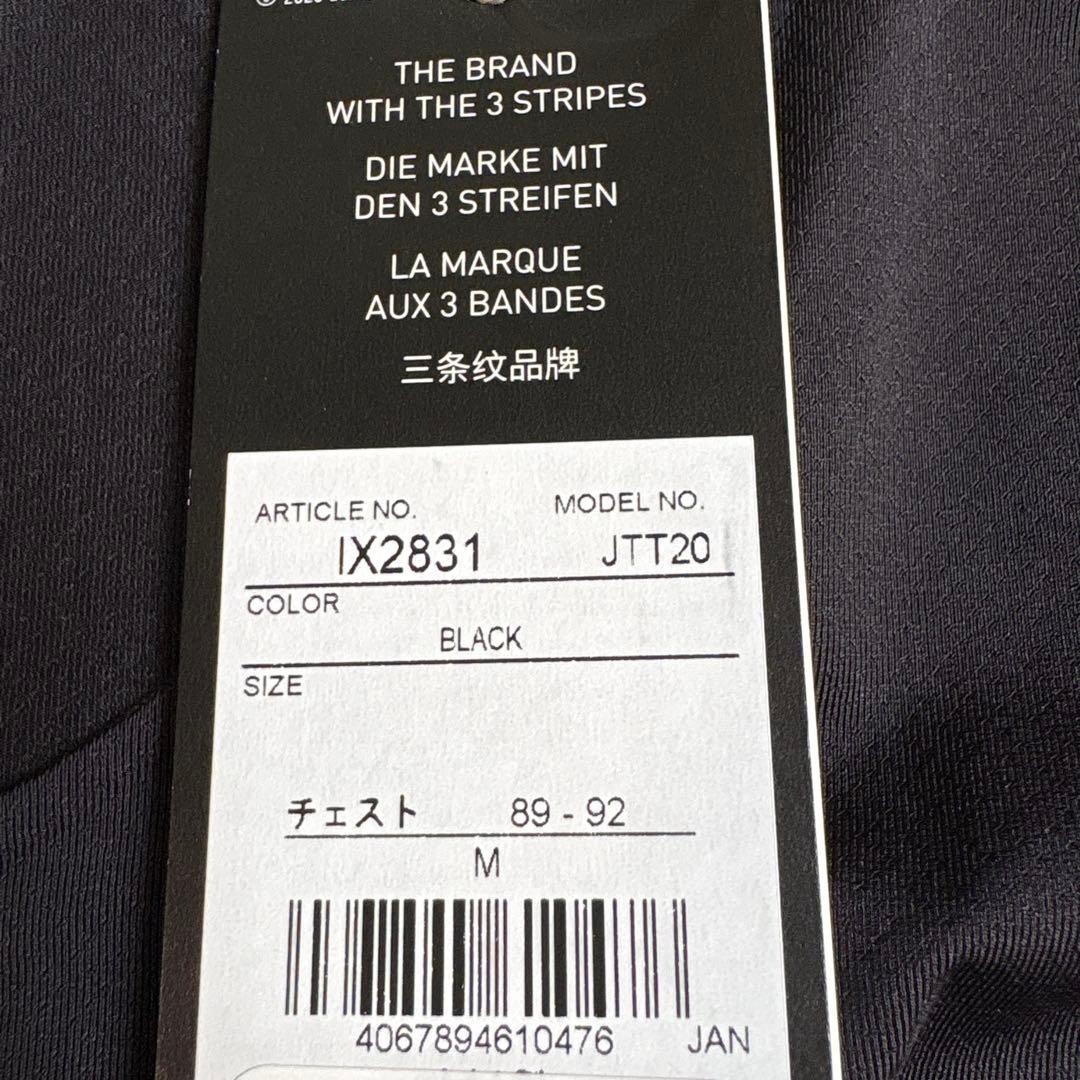 THE BRAND
WITH THE 3 STRIPES
DIE MARKE MIT
DEN 3 STREIFEN
LA MARQUE
AUX 3 BANDES
三条纹品牌
ARTICLE NO. MODEL NO.
IX2831 JTT20
COLOR
BLACK
SIZE
チェスト 89 - 92
M
4067894610476 JAN